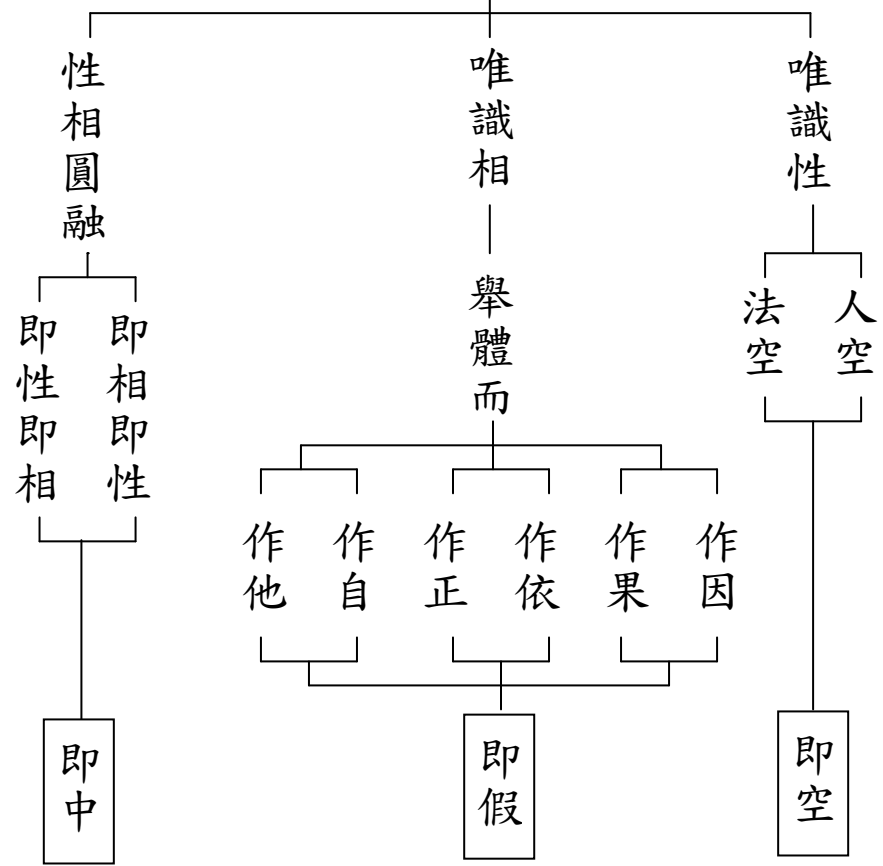 唯識性
人空
法空
即空
唯識相
舉體而
作因
作果
作依
作正
作自
作他
即假
性相圓融
即相即性
即性即相
即中